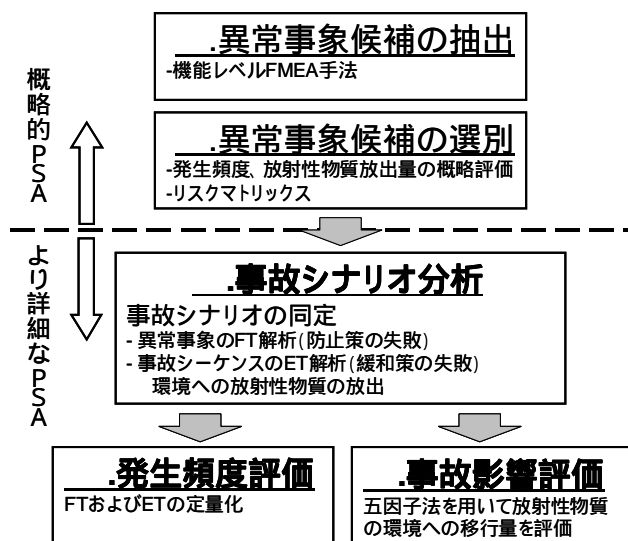 .異常事象候補の抽出
-機能レベルFMEA手法
.異常事象候補の選別
-発生頻度、放射性物質放出量の概略評価
-リスクマトリックス
概略的PSA
より詳細なPSA
.事故シナリオ分析
事故シナリオの同定
- 異常事象のFT解析(防止策の失敗)
- 事故シーケンスのET解析(緩和策の失敗)
環境への放射性物質の放出
.発生頻度評価
FTおよびETの定量化
.事故影響評価
五因子法を用いて放射性物質
の環境への移行量を評価